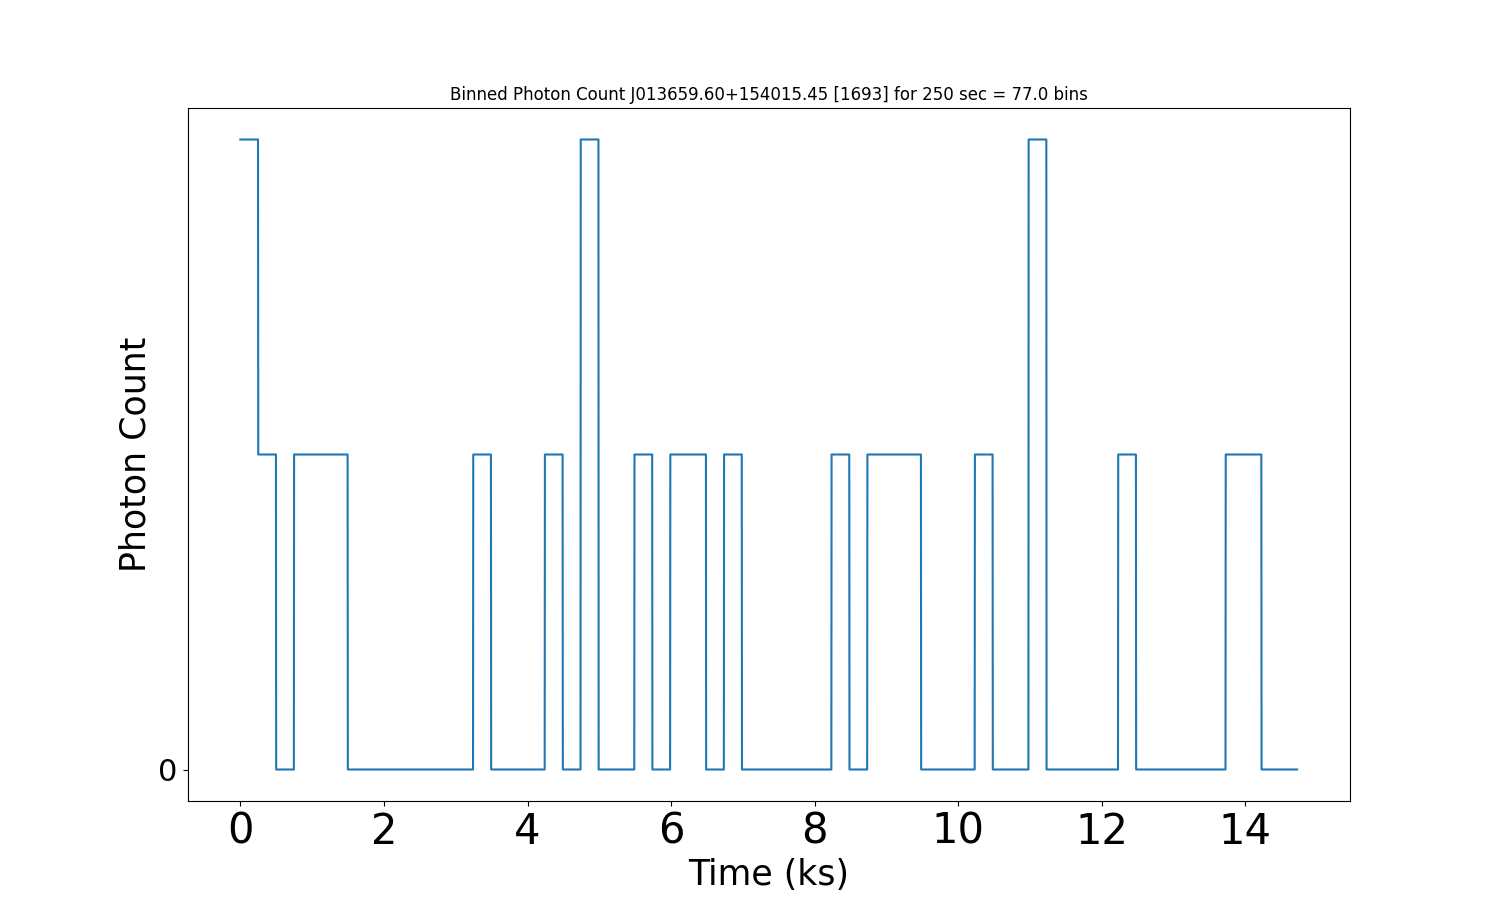 Binned Photon Count J013659.60+154015.45 [1693] for 250 sec = 77.0 bins
Photon Count
0
0 2 4 6 8 10 12 14
Time (ks)